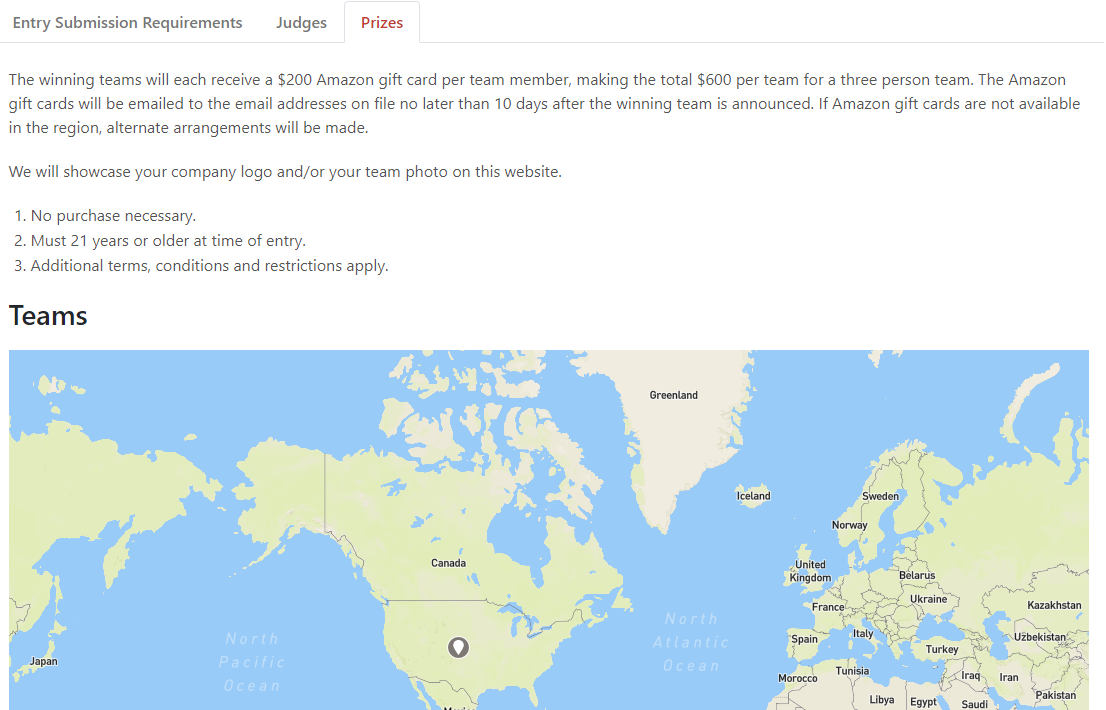 Entry Submission Requirements Judges Prizes
The winning teams will each receive a $200 Amazon gift card per team member, making the total $600 per team for a three person team. The Amazon
gift cards will be emailed to the email addresses on file no later than 10 days after the winning team is announced. If Amazon gift cards are not available
in the region, alternate arrangements will be made.
We will showcase your company logo and/or your team photo on this website.
1. No purchase necessary.
2. Must 21 years or older at time of entry.
3. Additional terms, conditions and restrictions apply.
Teams
Greenland
Iceland
Sweden
Norway
Canada
United
Kingdom
Belarus
Ukraine
France
Kazakhstan
North
Pacific
Ocean
North
Atlantic
Ocean
Spain
Italy
Uzbekistan
Turkey
Japan
Morocco
Tunisia
Iraq
Iran
Pakistan
Libya
Egypt
Saudi